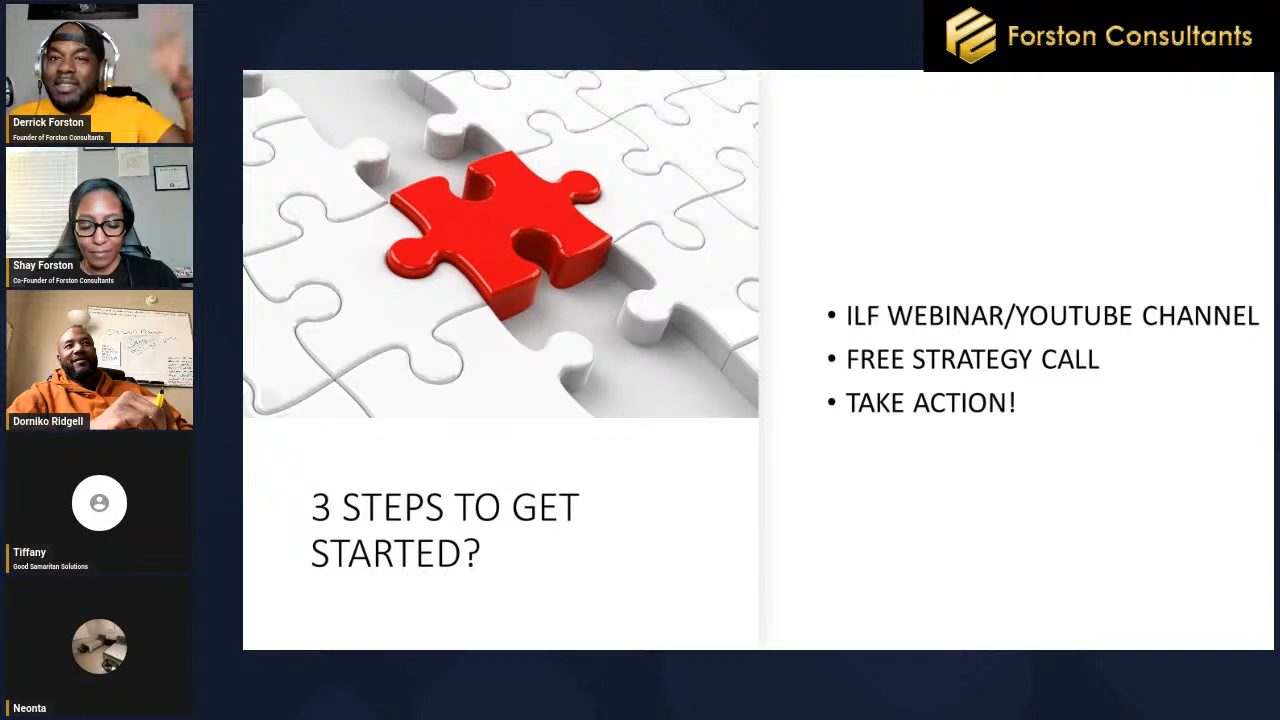 Forston Consultants
Derrick Forston
Founder of Forston Consultants
Shay Forston
Co-Founder of Forston Consultants
Dorniko Ridgell
Tiffany
Good Samaritan Solutions
Neonta
3 STEPS TO GET
STARTED?
• ILF WEBINAR/YOUTUBE CHANNEL
• FREE STRATEGY CALL
• TAKE ACTION!